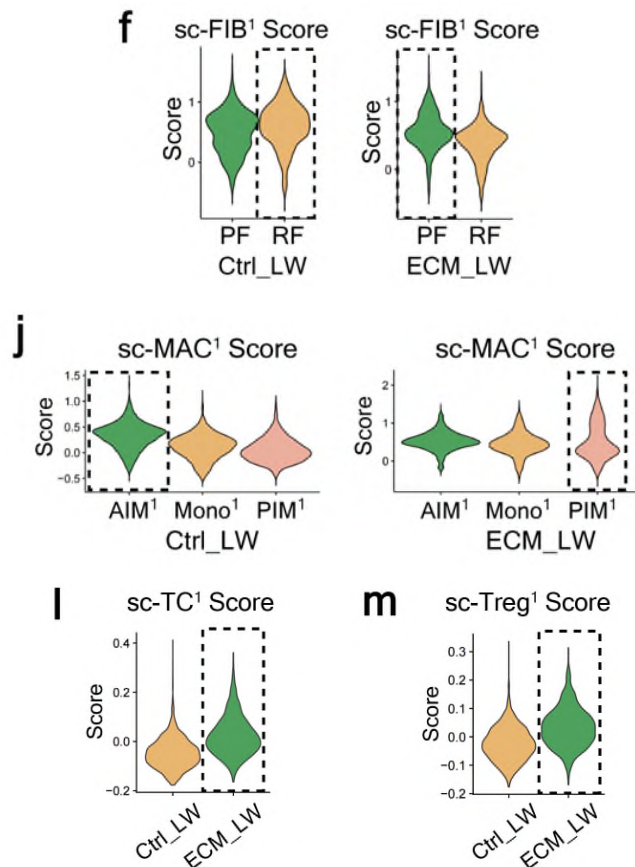 f
sc-FIB¹ Score
sc-FIB¹ Score
Score
1
0
PF
RF
Ctrl_LW
Score
1
0
PF
RF
ECM_LW
j
sc-MAC¹ Score
sc-MAC¹ Score
Score
1.5
1.0
0.5
0.0
−0.5
AIM¹
Mono¹
PIM¹
Ctrl_LW
Score
2
1
0
AIM¹
Mono¹
PIM¹
ECM_LW
l
sc-TC¹ Score
Score
0.4
0.2
0.0
−0.2
Ctrl_LW
ECM_LW
m
sc-Treg¹ Score
Score
0.3
0.2
0.1
0.0
−0.1
−0.2
Ctrl_LW
ECM_LW